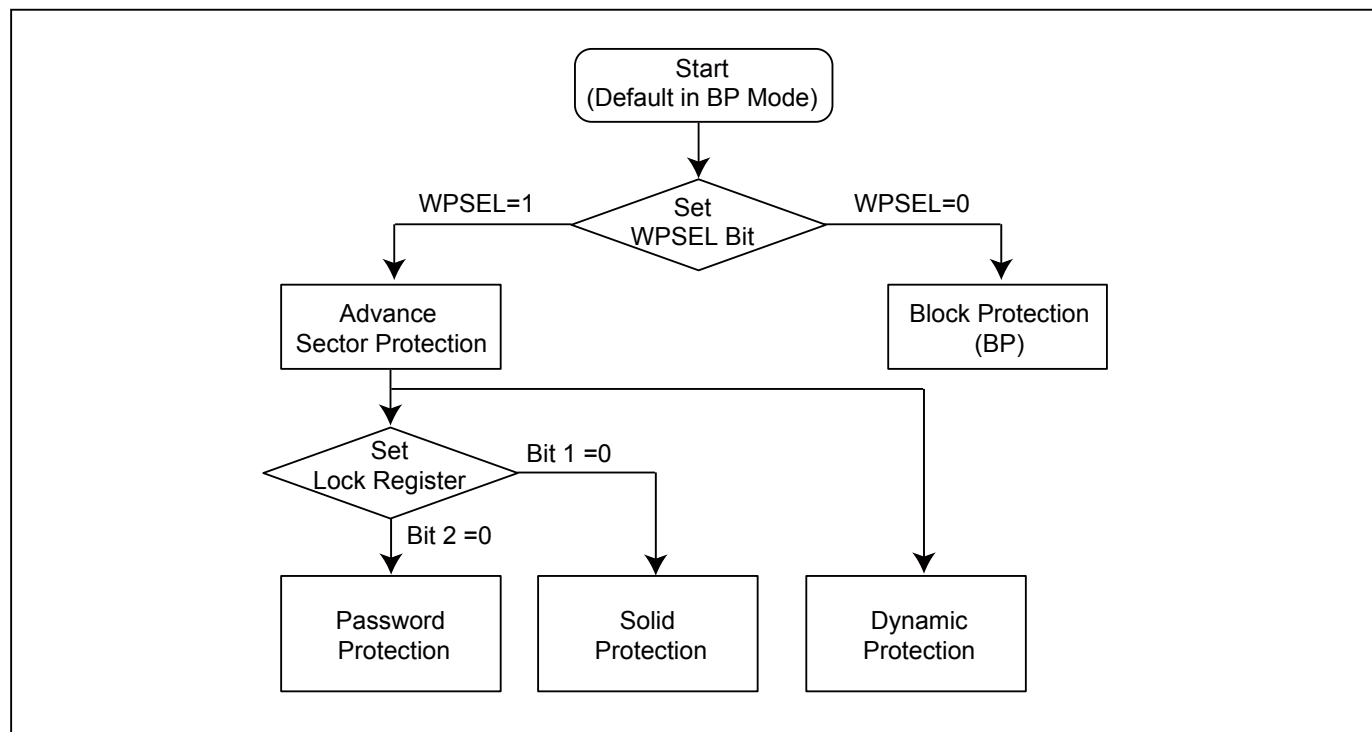 Start
(Default in BP Mode)
WPSEL=1
Set
WPSEL Bit
WPSEL=0
Advance
Sector Protection
Block Protection
(BP)
Set
Lock Register
Bit 1 =0
Bit 2 =0
Password
Protection
Solid
Protection
Dynamic
Protection